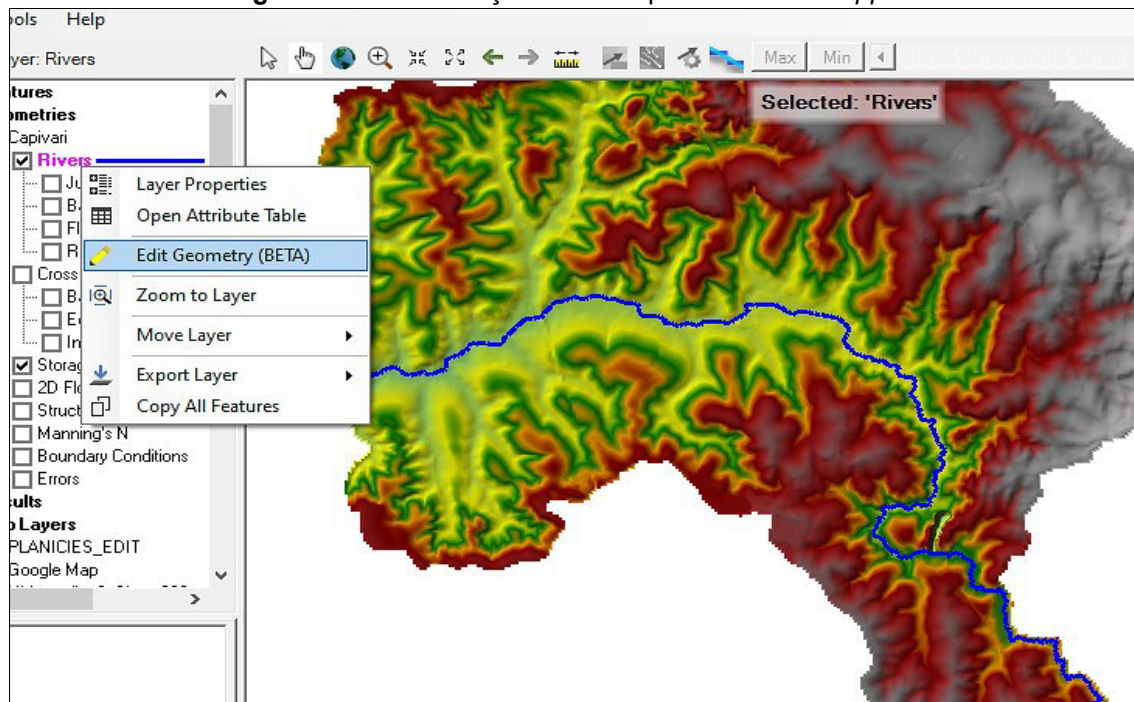 ools Help
yer: Rivers
Max Min
Selected: 'Rivers'
tures
ometries
Capivari
Rivers
Layer Properties
Open Attribute Table
Edit Geometry (BETA)
Zoom to Layer
Move Layer
Export Layer
Copy All Features
Cross
Storag
2D Flo
Struct
Manning's N
Boundary Conditions
Errors
sults
p Layers
PLANICIES_EDIT
Google Map